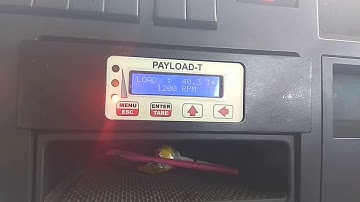 PAYLOAD-T
LOAD : 40.3 T
1200 RPM
MENU
ESC
ENTER
TARE